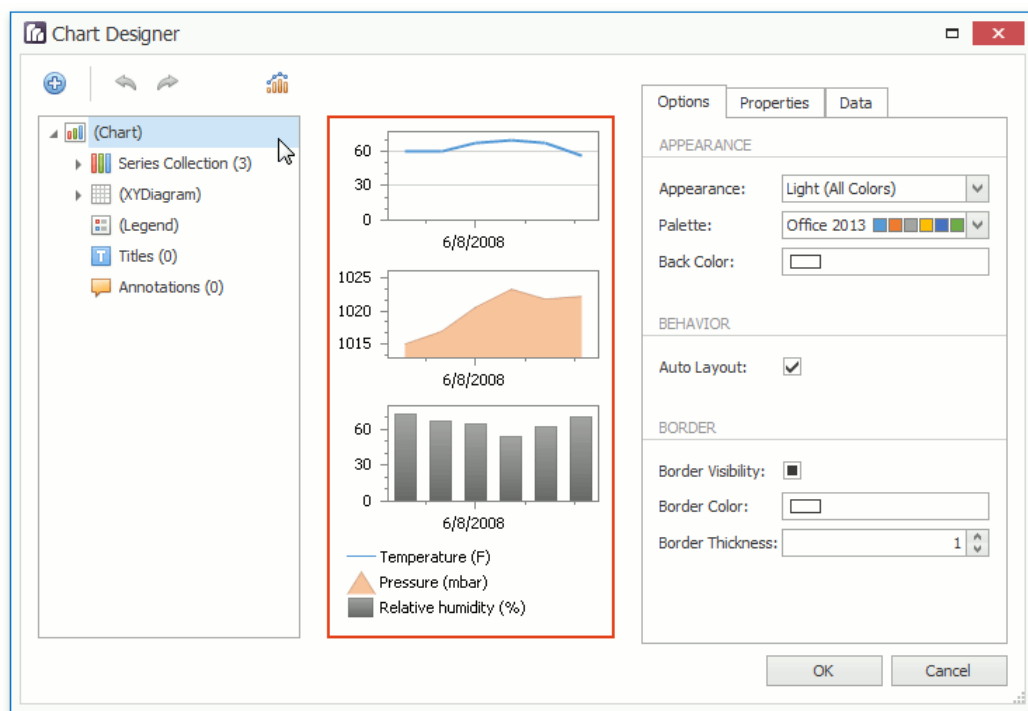 Chart Designer
(Chart)
Series Collection (3)
(XYDiagram)
(Legend)
Titles (0)
Annotations (0)
60
30
0
6/8/2008
1025
1020
1015
6/8/2008
60
30
0
6/8/2008
Temperature (F)
Pressure (mbar)
Relative humidity (%)
Options Properties Data
APPEARANCE
Appearance: Light (All Colors)
Palette: Office 2013
Back Color:
BEHAVIOR
Auto Layout:
BORDER
Border Visibility:
Border Color:
Border Thickness: 1
OK Cancel